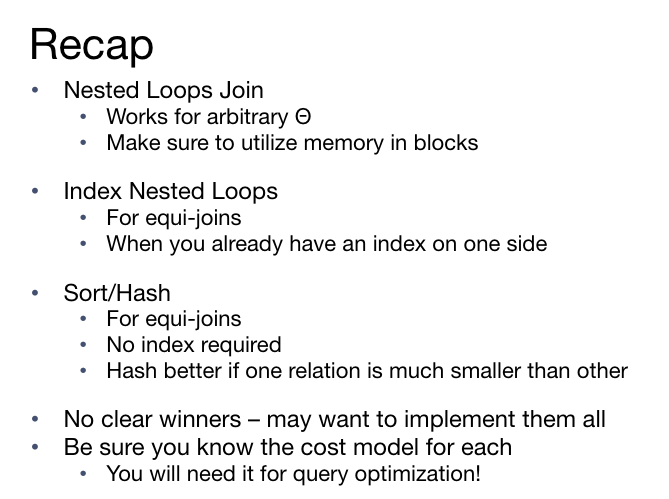 Recap
• Nested Loops Join
• Works for arbitrary Θ
• Make sure to utilize memory in blocks
• Index Nested Loops
• For equi-joins
• When you already have an index on one side
• Sort/Hash
• For equi-joins
• No index required
• Hash better if one relation is much smaller than other
• No clear winners – may want to implement them all
• Be sure you know the cost model for each
• You will need it for query optimization!